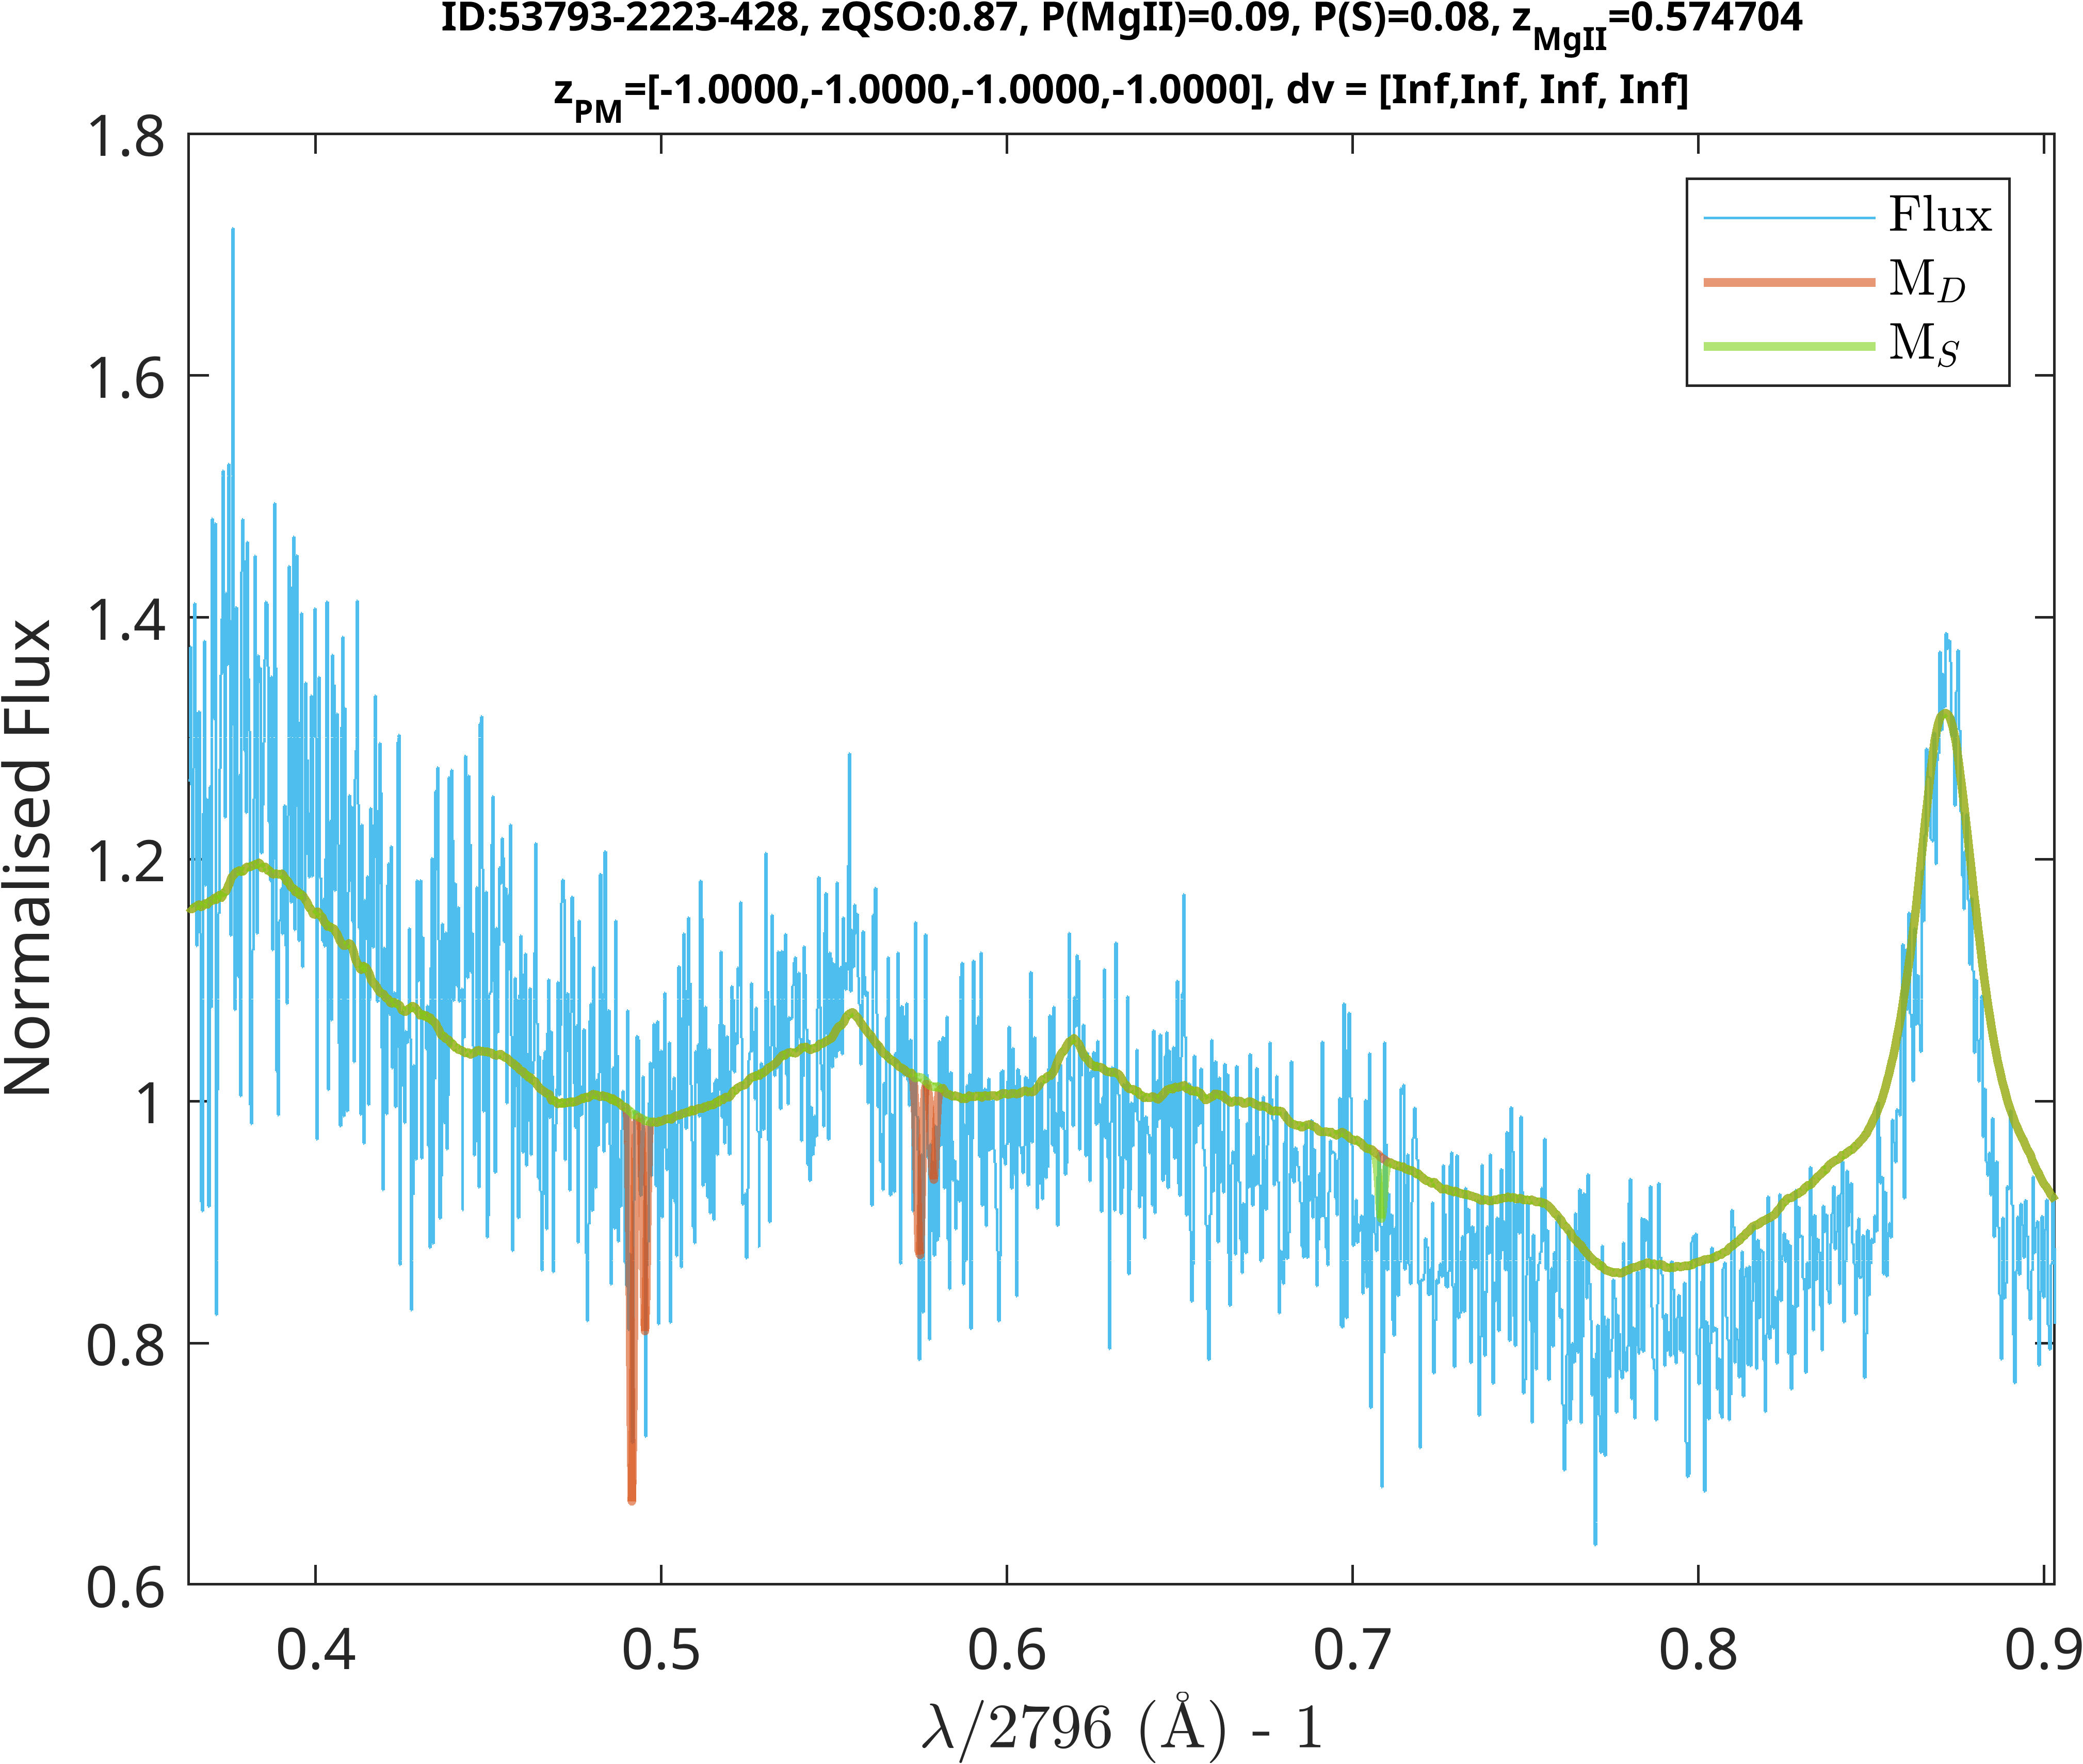 ID:53793-2223-428, zQSO:0.87, P(MgII)=0.09, P(S)=0.08, zMgII=0.574704
zPM=[-1.0000,-1.0000,-1.0000,-1.0000], dv = [Inf,Inf, Inf, Inf]
Normalised Flux
1.8
1.6
1.4
1.2
1
0.8
0.6
Flux
MD
MS
0.4 0.5 0.6 0.7 0.8 0.9
λ/2796 (Å) - 1